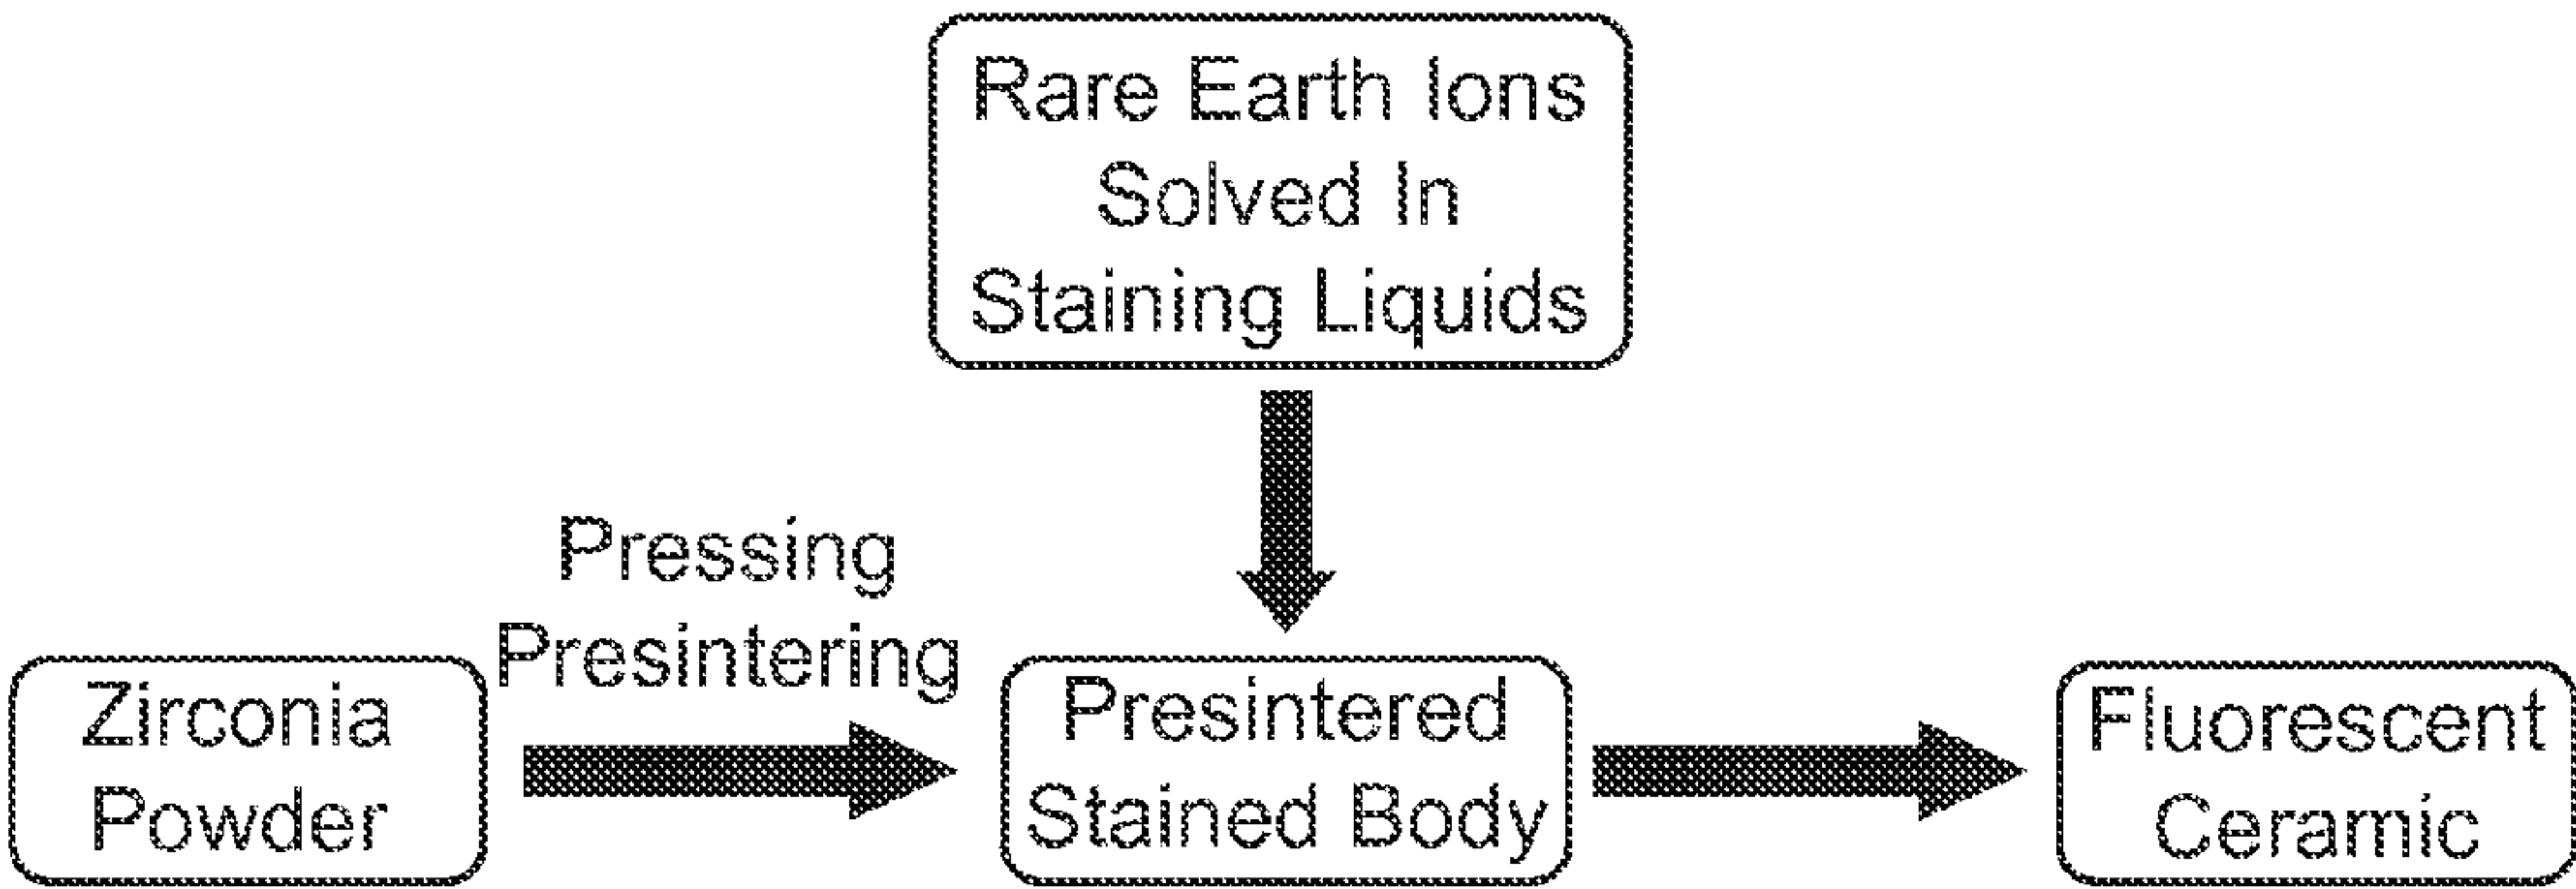 Rare Earth Ions
Solved In
Staining Liquids
Pressing
Presintering
Zirconia
Powder
Presintered
Stained Body
Fluorescent
Ceramic